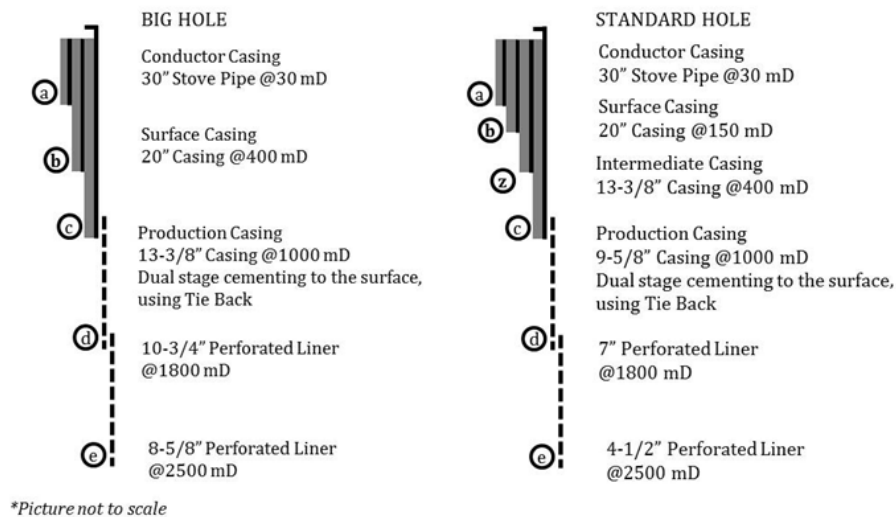 BIG HOLE
Conductor Casing
30” Stove Pipe @30 mD
a
Surface Casing
20” Casing @400 mD
b
c
Production Casing
13-3/8” Casing @1000 mD
Dual stage cementing to the surface,
using Tie Back
d
10-3/4” Perforated Liner
@1800 mD
e
8-5/8” Perforated Liner
@2500 mD
STANDARD HOLE
Conductor Casing
30” Stove Pipe @30 mD
a
Surface Casing
20” Casing @150 mD
b
Intermediate Casing
13-3/8” Casing @400 mD
z
c
Production Casing
9-5/8” Casing @1000 mD
Dual stage cementing to the surface,
using Tie Back
d
7” Perforated Liner
@1800 mD
e
4-1/2” Perforated Liner
@2500 mD
*Picture not to scale